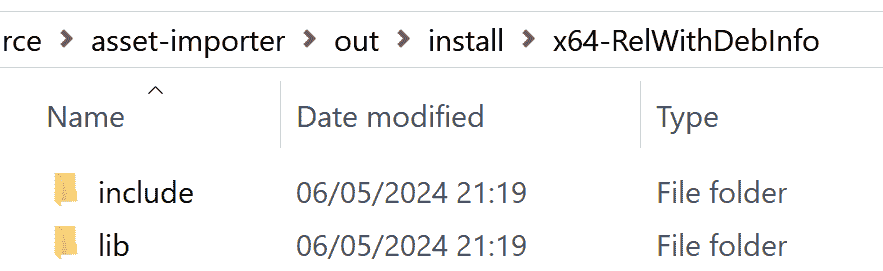 rce > asset-importer > out > install > x64-RelWithDebInfo
Name Date modified Type
include 06/05/2024 21:19 File folder
lib 06/05/2024 21:19 File folder